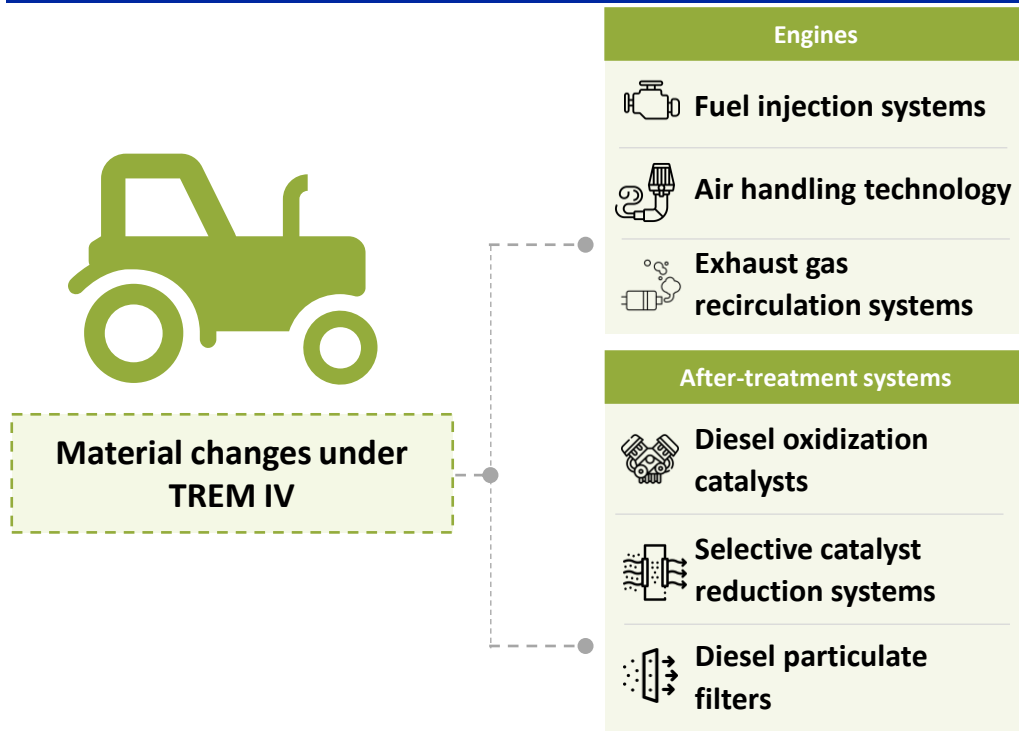 Engines
Fuel injection systems
Air handling technology
Exhaust gas
recirculation systems
Material changes under
TREM IV
After-treatment systems
Diesel oxidization
catalysts
Selective catalyst
reduction systems
Diesel particulate
filters